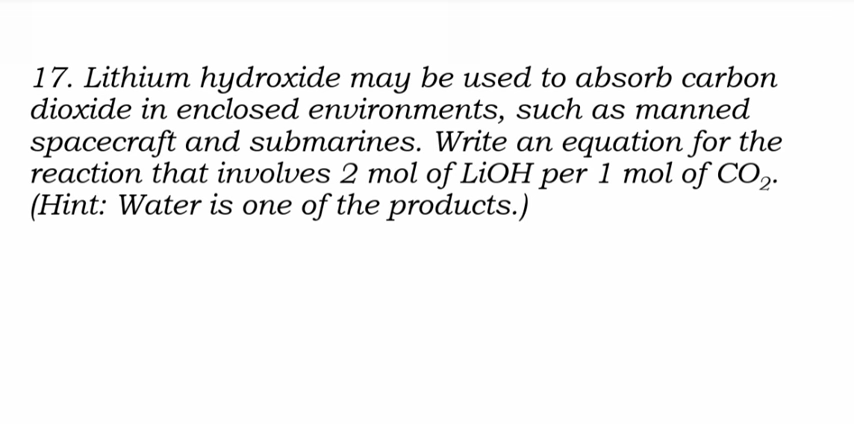 17. Lithium hydroxide may be used to absorb carbon
dioxide in enclosed environments, such as manned
spacecraft and submarines. Write an equation for the
reaction that involves 2 mol of LiOH per 1 mol of CO₂.
(Hint: Water is one of the products.)